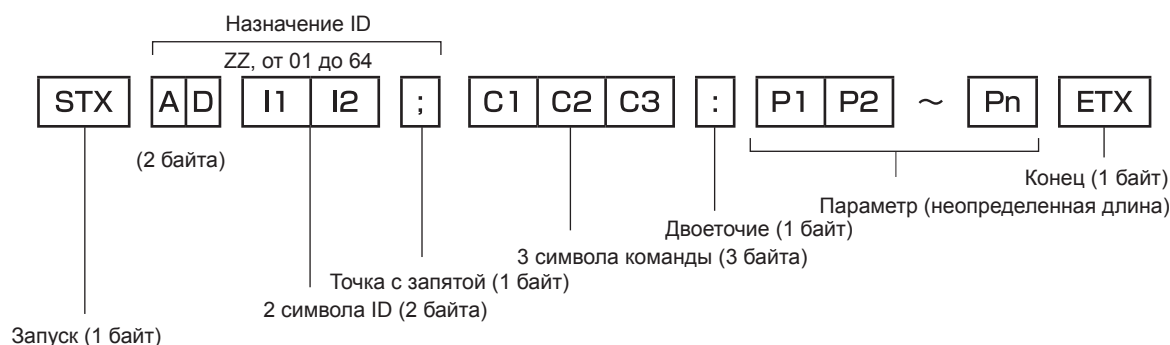 Назначение ID
ZZ, от 01 до 64
STX A D I1 I2 ; C1 C2 C3 : P1 P2 ~ Pn ETX
(2 байта)
Конец (1 байт)
Параметр (неопределенная длина)
Двоеточие (1 байт)
3 символа команды (3 байта)
Точка с запятой (1 байт)
2 символа ID (2 байта)
Запуск (1 байт)